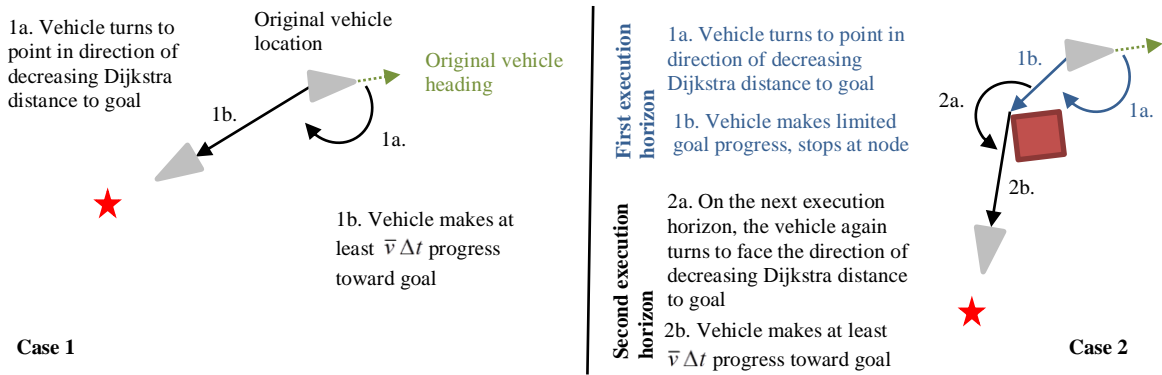 1a. Vehicle turns to
point in direction of
decreasing Dijkstra
distance to goal
Original vehicle
location
Original vehicle
heading
1b.
1a.
1b. Vehicle makes at
least v̅ Δt progress
toward goal
Case 1
First execution
horizon
1a. Vehicle turns to point in
direction of decreasing
Dijkstra distance to goal
1b. Vehicle makes limited
goal progress, stops at node
Second execution
horizon
2a. On the next execution
horizon, the vehicle again
turns to face the direction of
decreasing Dijkstra distance
to goal
2b. Vehicle makes at least
v̅ Δt progress toward goal
1b.
2a.
1a.
2b.
Case 2